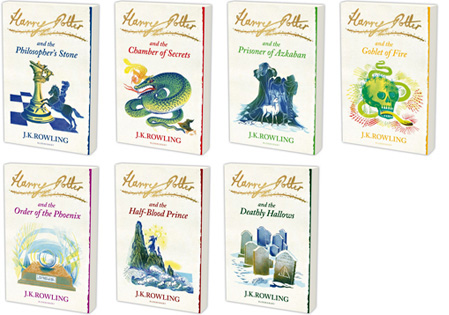 Harry Potter
and the
Philosopher's Stone
J.K.ROWLING
Harry Potter
and the
Chamber of Secrets
J.K.ROWLING
Harry Potter
and the
Prisoner of Azkaban
J.K.ROWLING
Harry Potter
and the
Goblet of Fire
J.K.ROWLING
Harry Potter
and the
Order of the Phoenix
J.K.ROWLING
Harry Potter
and the
Half-Blood Prince
J.K.ROWLING
Harry Potter
and the
Deathly Hallows
J.K.ROWLING